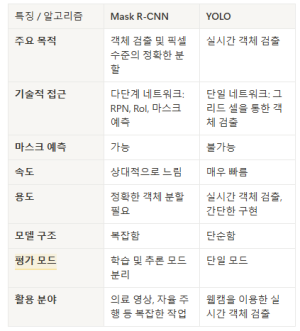 특징 / 알고리즘 Mask R-CNN YOLO
주요 목적 객체 검출 및 픽셀 실시간 객체 검출
수준의 정확한 분
할
기술적 접근 다단계 네트워크: 단일 네트워크: 그
RPN, RoI, 마스크 리드 셀을 통한 객
예측 체 검출
마스크 예측 가능 불가능
속도 상대적으로 느림 매우 빠름
용도 정확한 객체 분할 실시간 객체 검출,
필요 간단한 구현
모델 구조 복잡함 단순함
평가 모드 학습 및 추론 모드 단일 모드
분리
활용 분야 의료 영상, 자율 주 웹캠을 이용한 실
행 등 복잡한 작업 시간 객체 검출